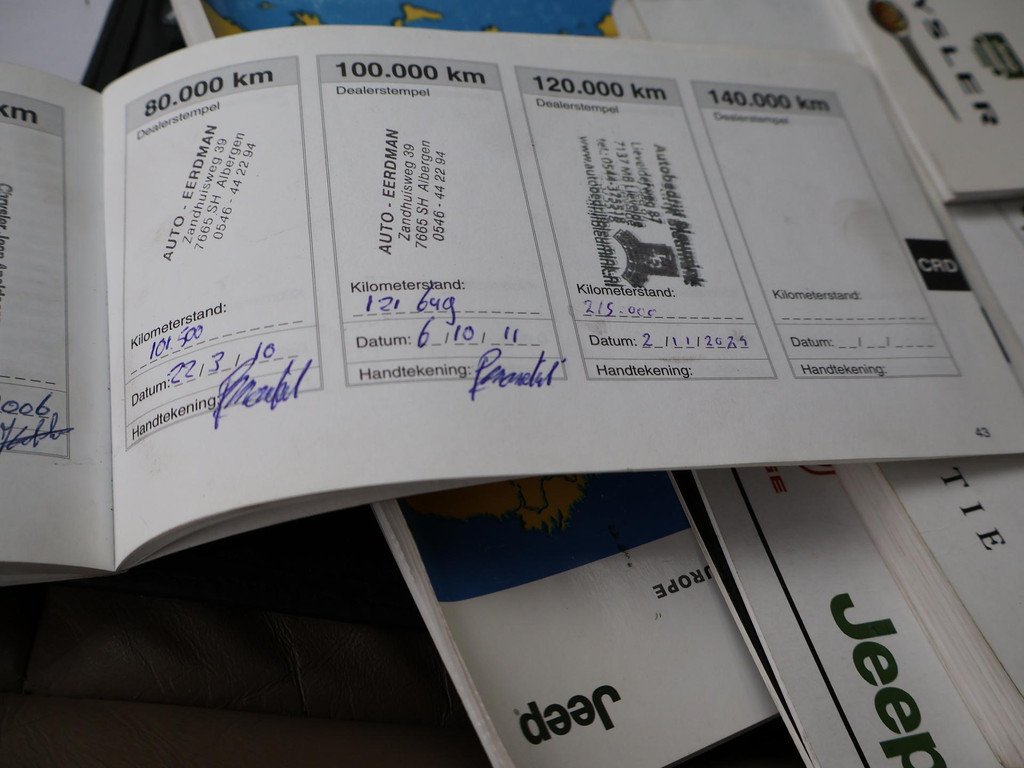 km
2006
80.000 km
Dealerstempel
AUTO - EERDMAN
Zandhuisweg 39
7665 SH Albergen
0546 - 44 22 94
Kilometerstand:
101.500
Datum: 22/3/10
Handtekening:
100.000 km
Dealerstempel
AUTO - EERDMAN
Zandhuisweg 39
7665 SH Albergen
0546 - 44 22 94
Kilometerstand:
121 649
Datum: 6/10/11
Handtekening:
120.000 km
Dealerstempel
Kilometerstand:
215.000
Datum: 2/11/2021
Handtekening:
140.000 km
Dealerstempel
Kilometerstand:
Datum: _/_/_
Handtekening:
43
CRD
YSLER
UROPE
Jeep
Jeep
GE
TIE